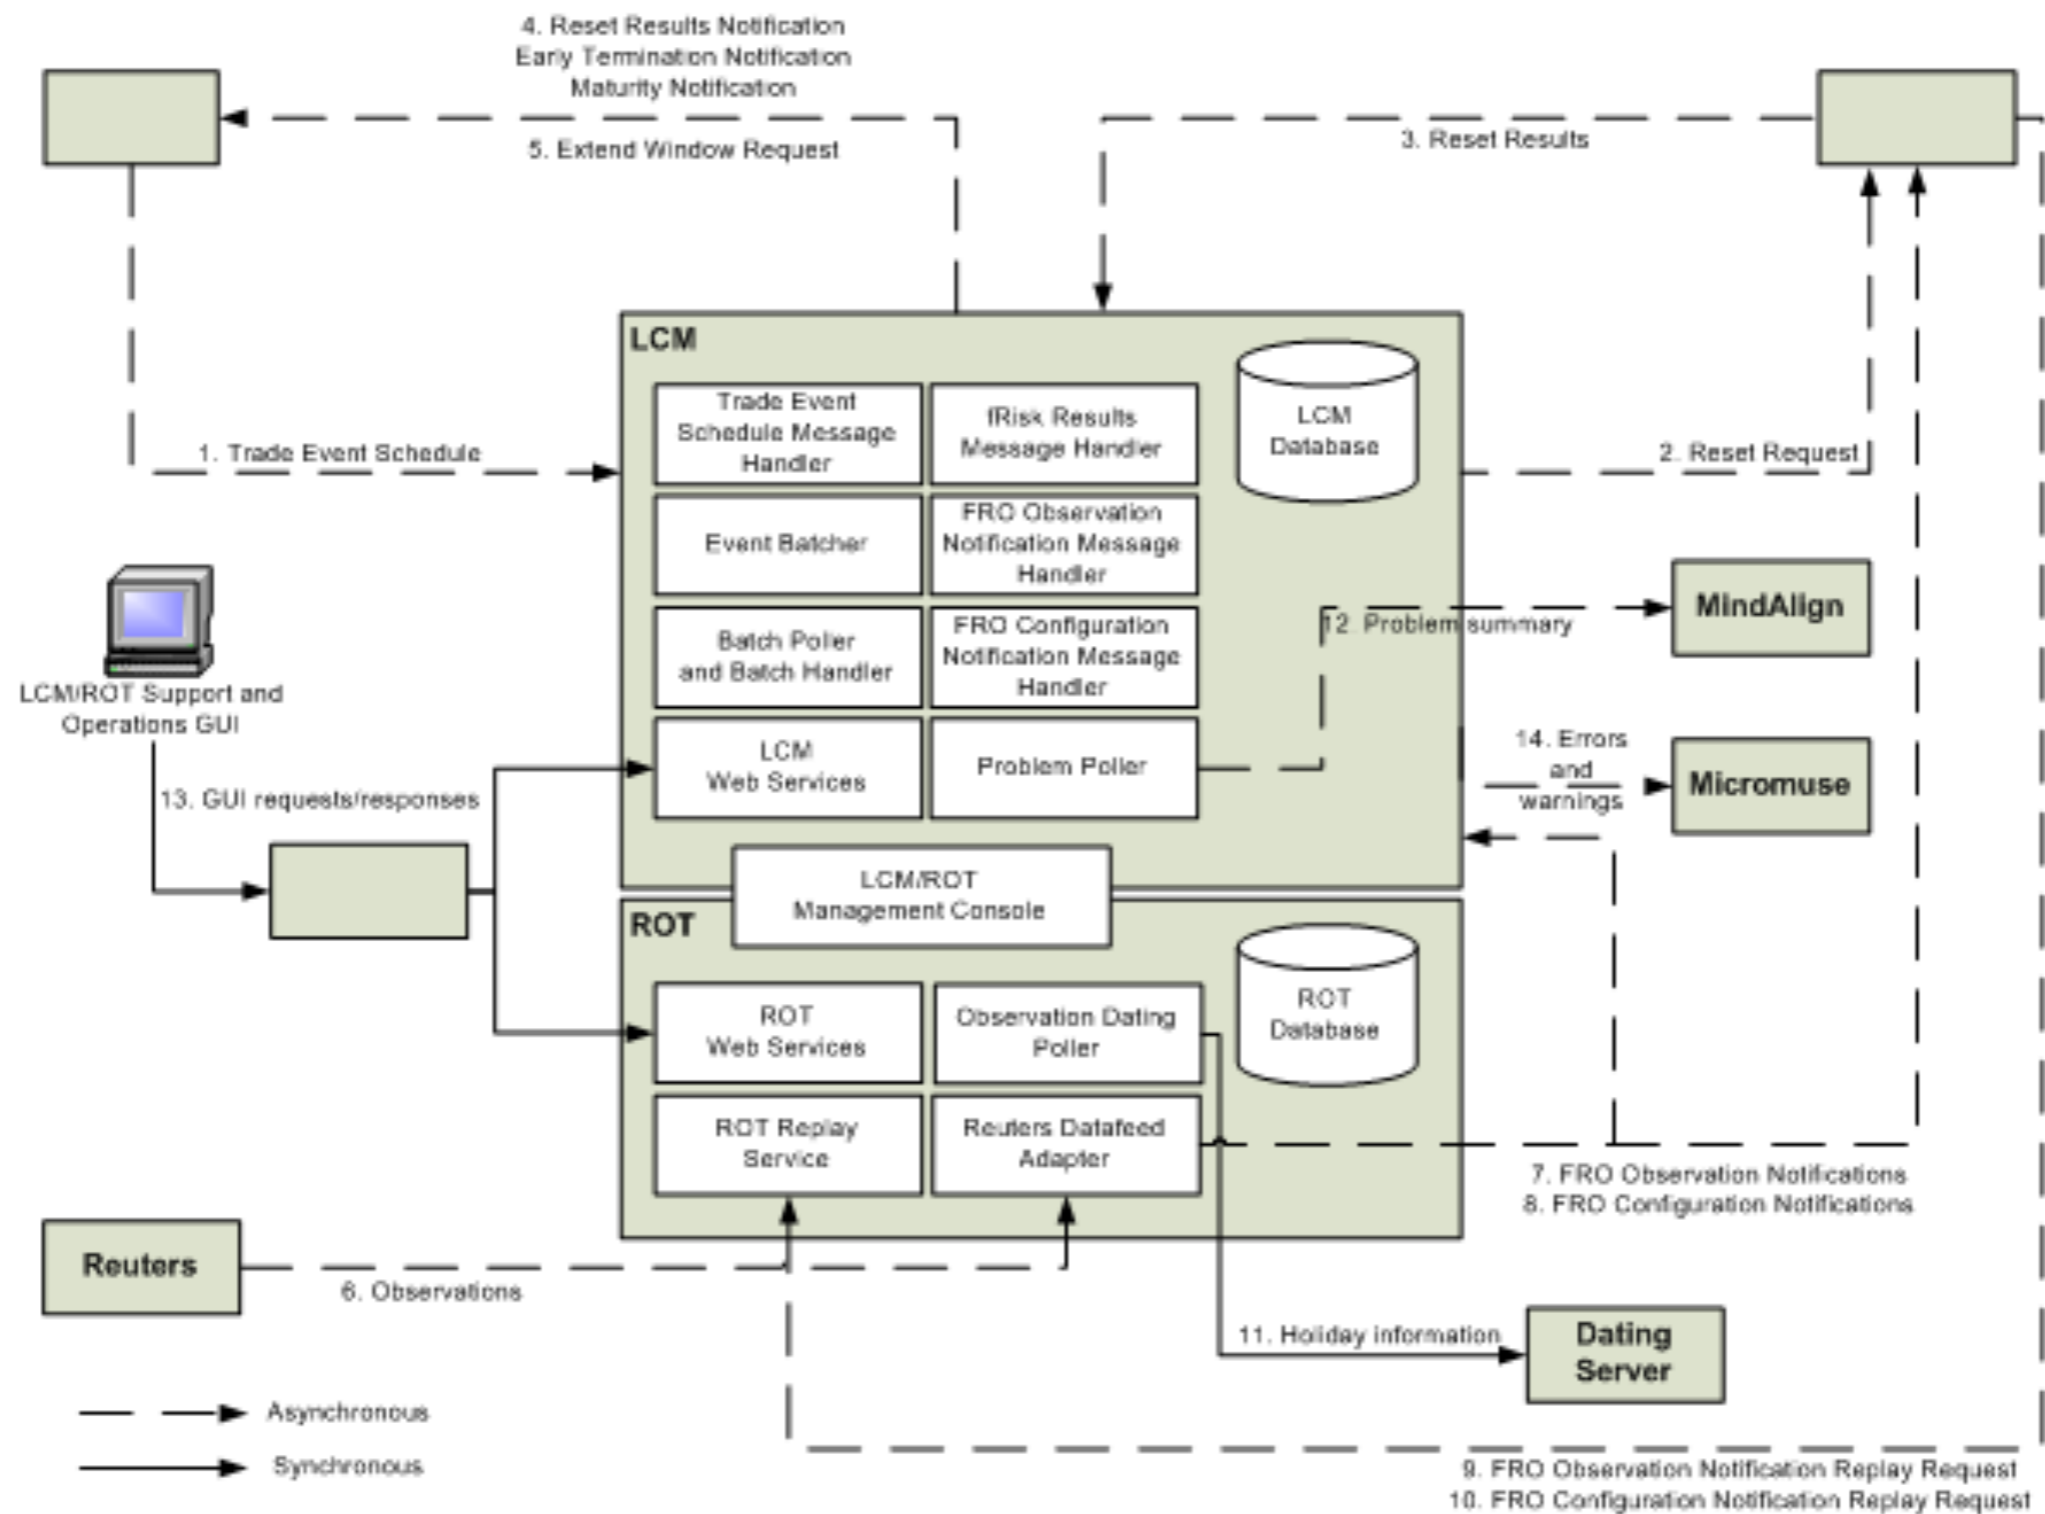 4. Reset Results Notification
Early Termination Notification
Maturity Notification
5. Extend Window Request
3. Reset Results
LCM
Trade Event
Schedule Message
Handler
fRisk Results
Message Handler
LCM
Database
1. Trade Event Schedule
2. Reset Request
Event Batcher
FRO Observation
Notification Message
Handler
MindAlign
12. Problem summary
Batch Poller
and Batch Handler
FRO Configuration
Notification Message
Handler
LCM/ROT Support and
Operations GUI
LCM
Web Services
Problem Poller
14. Errors
and
warnings
Micromuse
13. GUI requests/responses
LCM/ROT
Management Console
ROT
ROT
Web Services
Observation Dating
Poller
ROT
Database
ROT Replay
Service
Reuters Datafeed
Adapter
7. FRO Observation Notifications
8. FRO Configuration Notifications
Reuters
6. Observations
11. Holiday information
Dating
Server
Asynchronous
Synchronous
9. FRO Observation Notification Replay Request
10. FRO Configuration Notification Replay Request